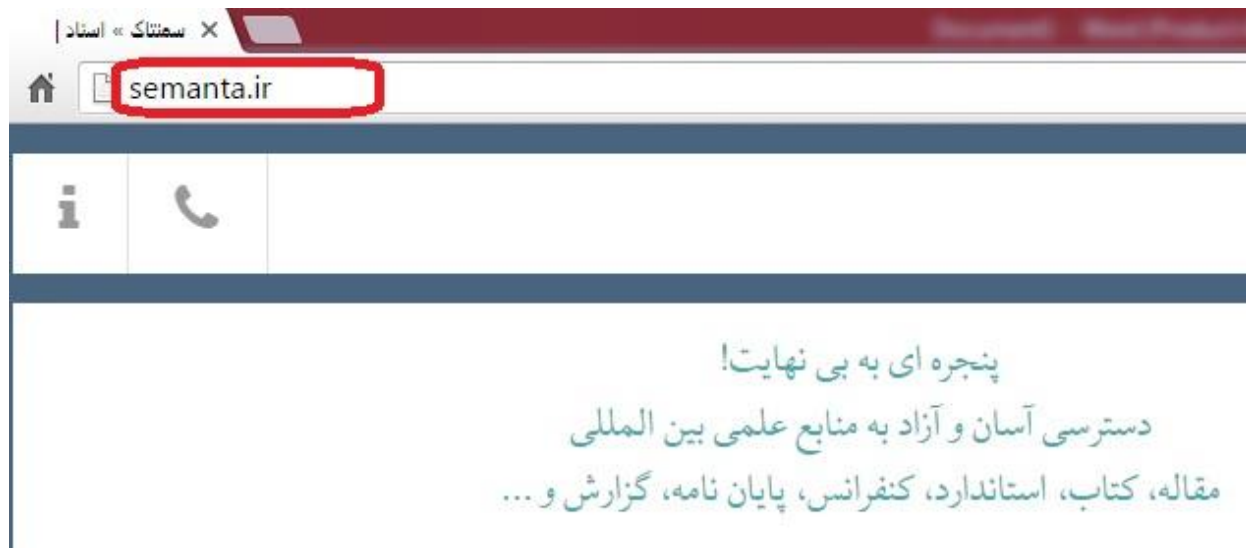 سمنتاک » اسناد |
semanta.ir
پنجره ای به بی نهایت!
دسترسی آسان و آزاد به منابع علمی بین المللی
مقاله، کتاب، استاندارد، کنفرانس، پایان نامه، گزارش و ...